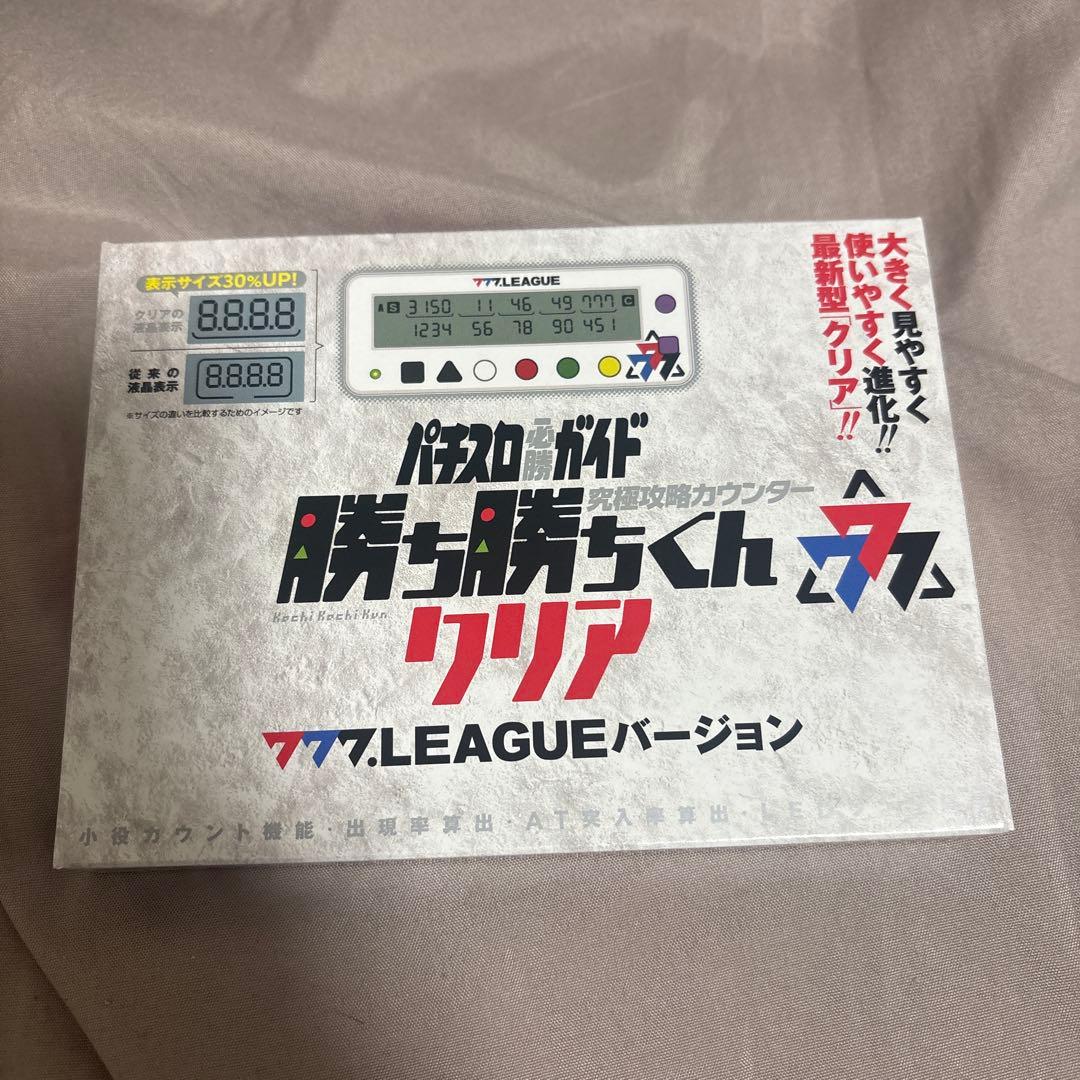 表示サイズ30%UP!
クリアの
液晶表示
8.8.8.8
従来の
液晶表示
8.8.8.8
※サイズの違いを比較するためのイメージです
777.LEAGUE
A S 3150 11 46 49 777 C
1234 56 78 90 451
大きく見やすく
使いやすく進化!!
最新型「クリア」!!
パチスロ必勝ガイド
究極攻略カウンター
勝ち勝ちくん
Kachi Kachi Kun
クリア
777
777.LEAGUEバージョン
小役カウント機能・出現率算出・AT突入率算出・LED